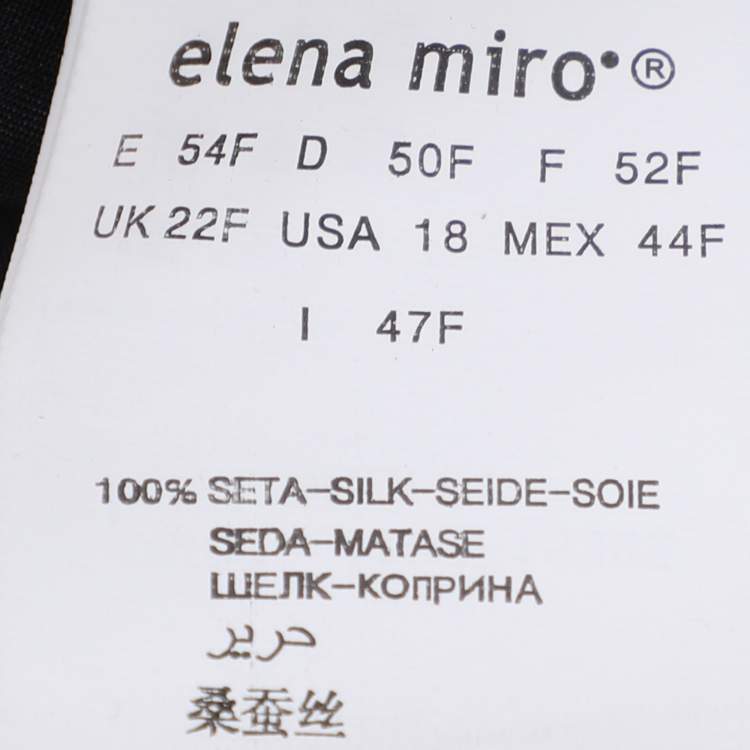 elena miro•®
E 54F D 50F F 52F
UK 22F USA 18 MEX 44F
I 47F
100% SETA-SILK-SEIDE-SOIE
SEDA-MATASE
ШЕЛК-КОПРИНА
حرير
桑蚕丝